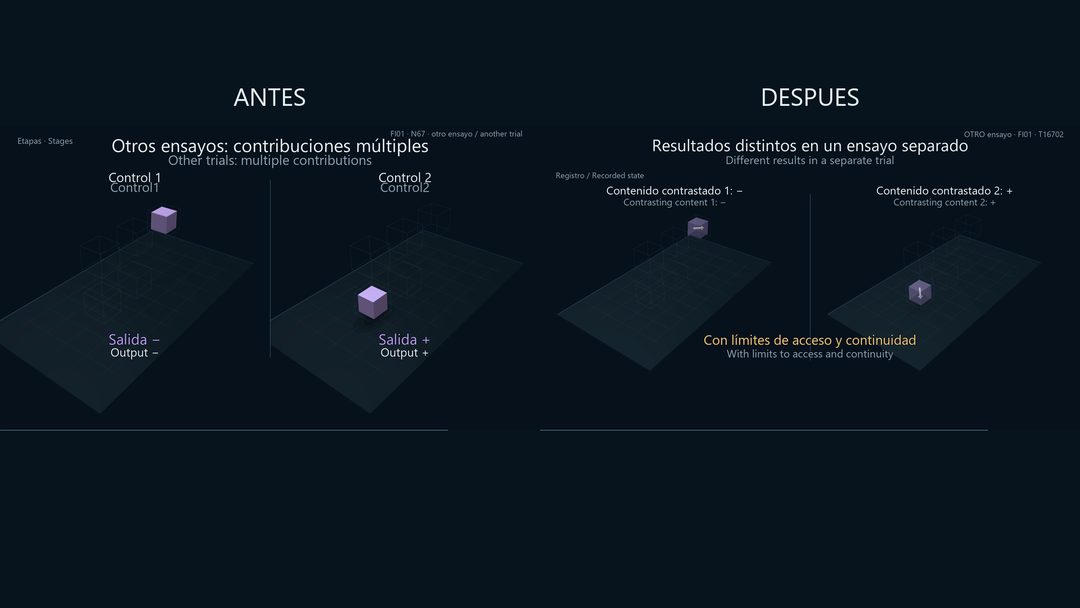 ANTES
FI01 · N67 · otro ensayo / another trial
Etapas · Stages
Otros ensayos: contribuciones múltiples
Other trials: multiple contributions
Control 1
Control1
Control 2
Control2
Salida −
Output −
Salida +
Output +
DESPUES
OTRO ensayo · FI01 · T16702
Resultados distintos en un ensayo separado
Different results in a separate trial
Registro / Recorded state
Contenido contrastado 1: −
Contrasting content 1: −
Contenido contrastado 2: +
Contrasting content 2: +
Con límites de acceso y continuidad
With limits to access and continuity